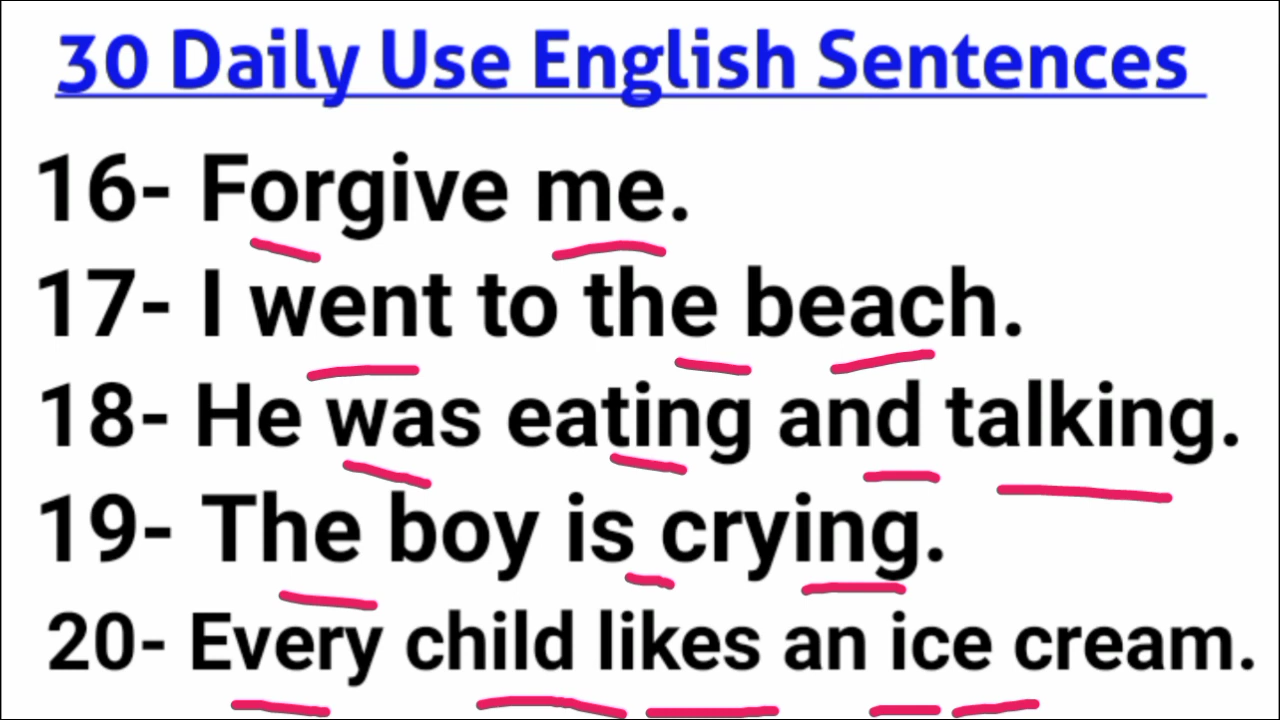 30 Daily Use English Sentences
16- Forgive me.
17- I went to the beach.
18- He was eating and talking.
19- The boy is crying.
20- Every child likes an ice cream.